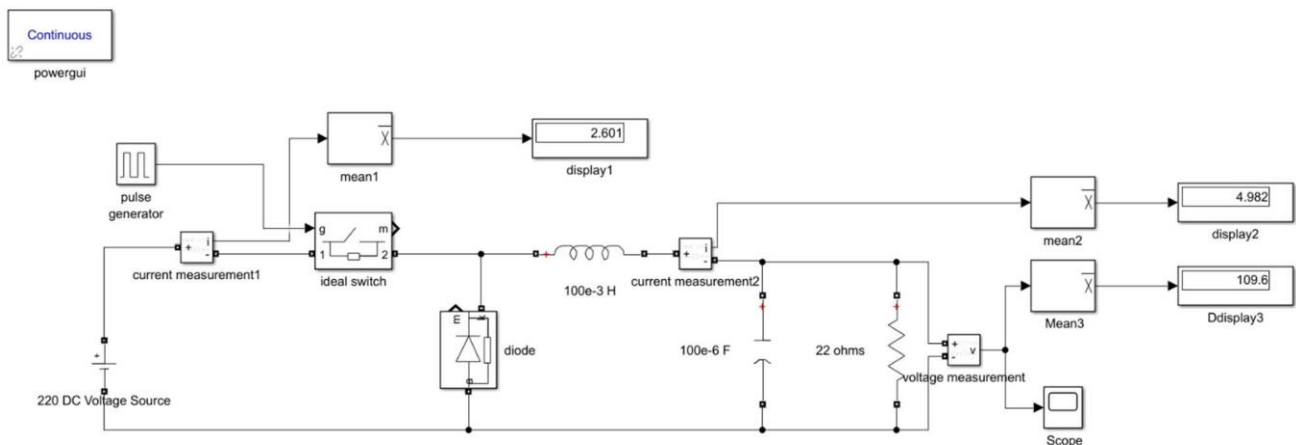 Continuous
powergui
2.601
display1
mean1
pulse
generator
4.982
display2
mean2
g
m
i
+
-
1
2
current measurement1
ideal switch
+
i
+
-
100e-3 H
current measurement2
109.6
Ddisplay3
Mean3
m
k
a
diode
+
100e-6 F
+
22 ohms
+
-
v
voltage measurement
+
220 DC Voltage Source
Scope